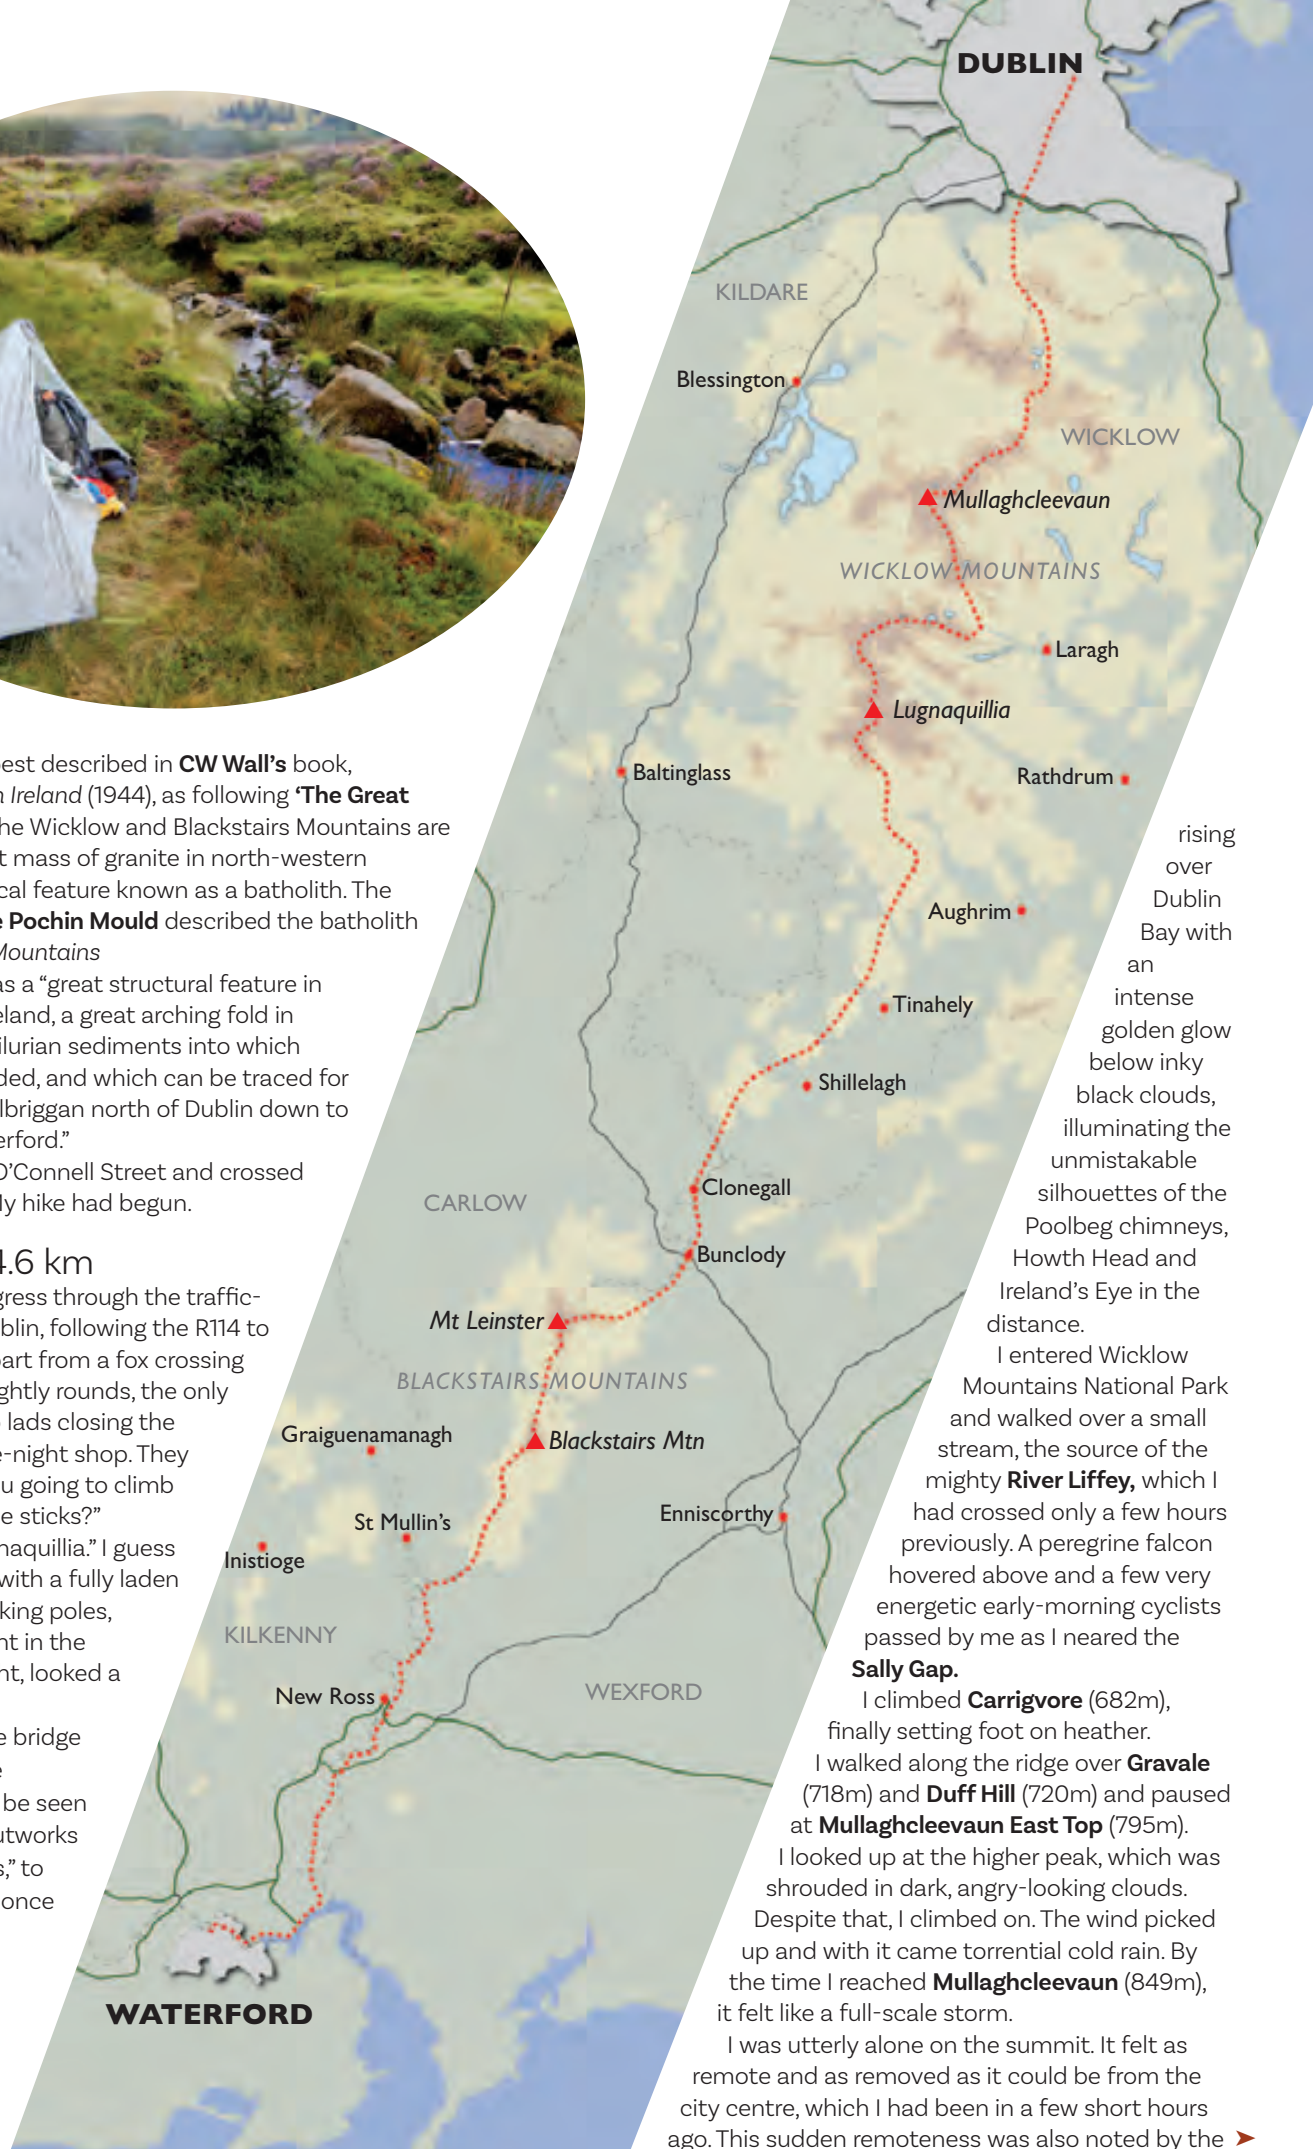 DUBLIN
KILDARE
Blessington
WICKLOW
Mullaghcleevaun
WICKLOW MOUNTAINS
Laragh
Lugnaquillia
Baltinglass
Rathdrum
Aughrim
Tinahely
Shillelagh
Clonegall
CARLOW
Bunclody
Mt Leinster
BLACKSTAIRS MOUNTAINS
Graiguenamanagh
Blackstairs Mtn
St Mullin's
Enniscorthy
Inistioge
KILKENNY
New Ross
WEXFORD
WATERFORD
est described in CW Wall's book,
Ireland (1944), as following ‘The Great
he Wicklow and Blackstairs Mountains are
t mass of granite in north-western
cal feature known as a batholith. The
e Pochin Mould described the batholith
Mountains
as a “great structural feature in
eland, a great arching fold in
ilurian sediments into which
ded, and which can be traced for
lbriggan north of Dublin down to
erford.”
O’Connell Street and crossed
ly hike had begun.
4.6 km
gress through the traffic-
blin, following the R114 to
part from a fox crossing
ghtly rounds, the only
lads closing the
e-night shop. They
u going to climb
e sticks?”
naquillia.” I guess
with a fully laden
king poles,
nt in the
nt, looked a
e bridge
e
be seen
utworks
s,” to
once
rising
over
Dublin
Bay with
an
intense
golden glow
below inky
black clouds,
illuminating the
unmistakable
silhouettes of the
Poolbeg chimneys,
Howth Head and
Ireland’s Eye in the
distance.
I entered Wicklow
Mountains National Park
and walked over a small
stream, the source of the
mighty River Liffey, which I
had crossed only a few hours
previously. A peregrine falcon
hovered above and a few very
energetic early-morning cyclists
passed by me as I neared the
Sally Gap.
I climbed Carrigvore (682m),
finally setting foot on heather.
I walked along the ridge over Gravale
(718m) and Duff Hill (720m) and paused
at Mullaghcleevaun East Top (795m).
I looked up at the higher peak, which was
shrouded in dark, angry-looking clouds.
Despite that, I climbed on. The wind picked
up and with it came torrential cold rain. By
the time I reached Mullaghcleevaun (849m),
it felt like a full-scale storm.
I was utterly alone on the summit. It felt as
remote and as removed as it could be from the
city centre, which I had been in a few short hours
ago. This sudden remoteness was also noted by the ➤